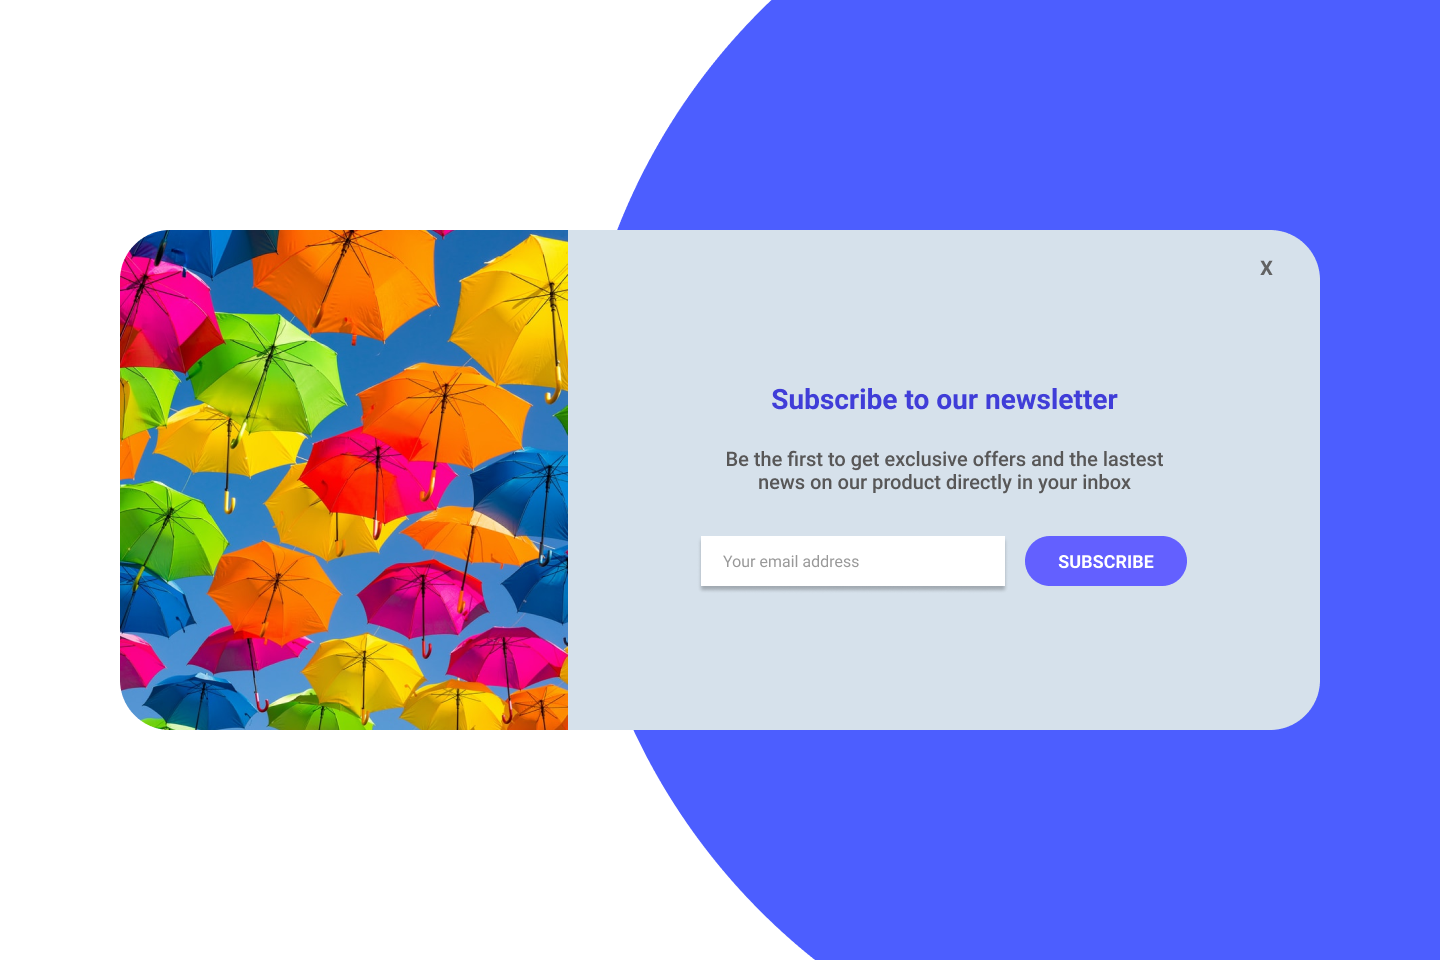 X
Subscribe to our newsletter
Be the first to get exclusive offers and the lastest
news on our product directly in your inbox
Your email address
SUBSCRIBE